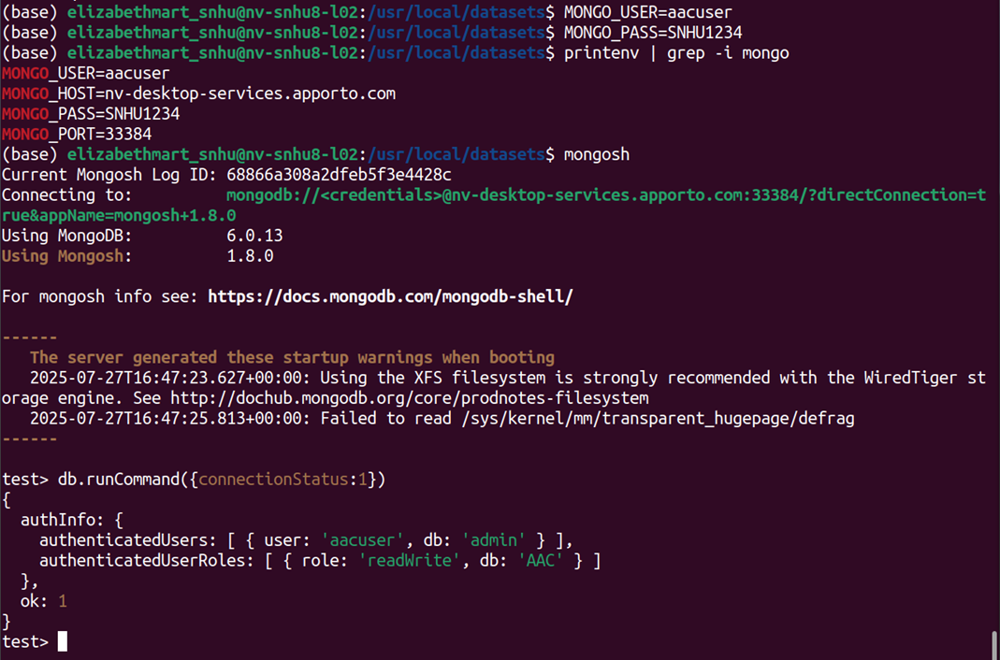 (base) elizabethmart_snhu@nv-snhu8-l02:/usr/local/datasets$ MONGO_USER=aacuser
(base) elizabethmart_snhu@nv-snhu8-l02:/usr/local/datasets$ MONGO_PASS=SNHU1234
(base) elizabethmart_snhu@nv-snhu8-l02:/usr/local/datasets$ printenv | grep -i mongo
MONGO_USER=aacuser
MONGO_HOST=nv-desktop-services.apporto.com
MONGO_PASS=SNHU1234
MONGO_PORT=33384
(base) elizabethmart_snhu@nv-snhu8-l02:/usr/local/datasets$ mongosh
Current Mongosh Log ID: 68866a308a2dfeb5f3e4428c
Connecting to:          mongodb://<credentials>@nv-desktop-services.apporto.com:33384/?directConnection=t
rue&appName=mongosh+1.8.0
Using MongoDB:          6.0.13
Using Mongosh:          1.8.0

For mongosh info see: https://docs.mongodb.com/mongodb-shell/

------
   The server generated these startup warnings when booting
   2025-07-27T16:47:23.627+00:00: Using the XFS filesystem is strongly recommended with the WiredTiger st
orage engine. See http://dochub.mongodb.org/core/prodnotes-filesystem
   2025-07-27T16:47:25.813+00:00: Failed to read /sys/kernel/mm/transparent_hugepage/defrag
------

test> db.runCommand({connectionStatus:1})
{
  authInfo: {
    authenticatedUsers: [ { user: 'aacuser', db: 'admin' } ],
    authenticatedUserRoles: [ { role: 'readWrite', db: 'AAC' } ]
  },
  ok: 1
}
test>